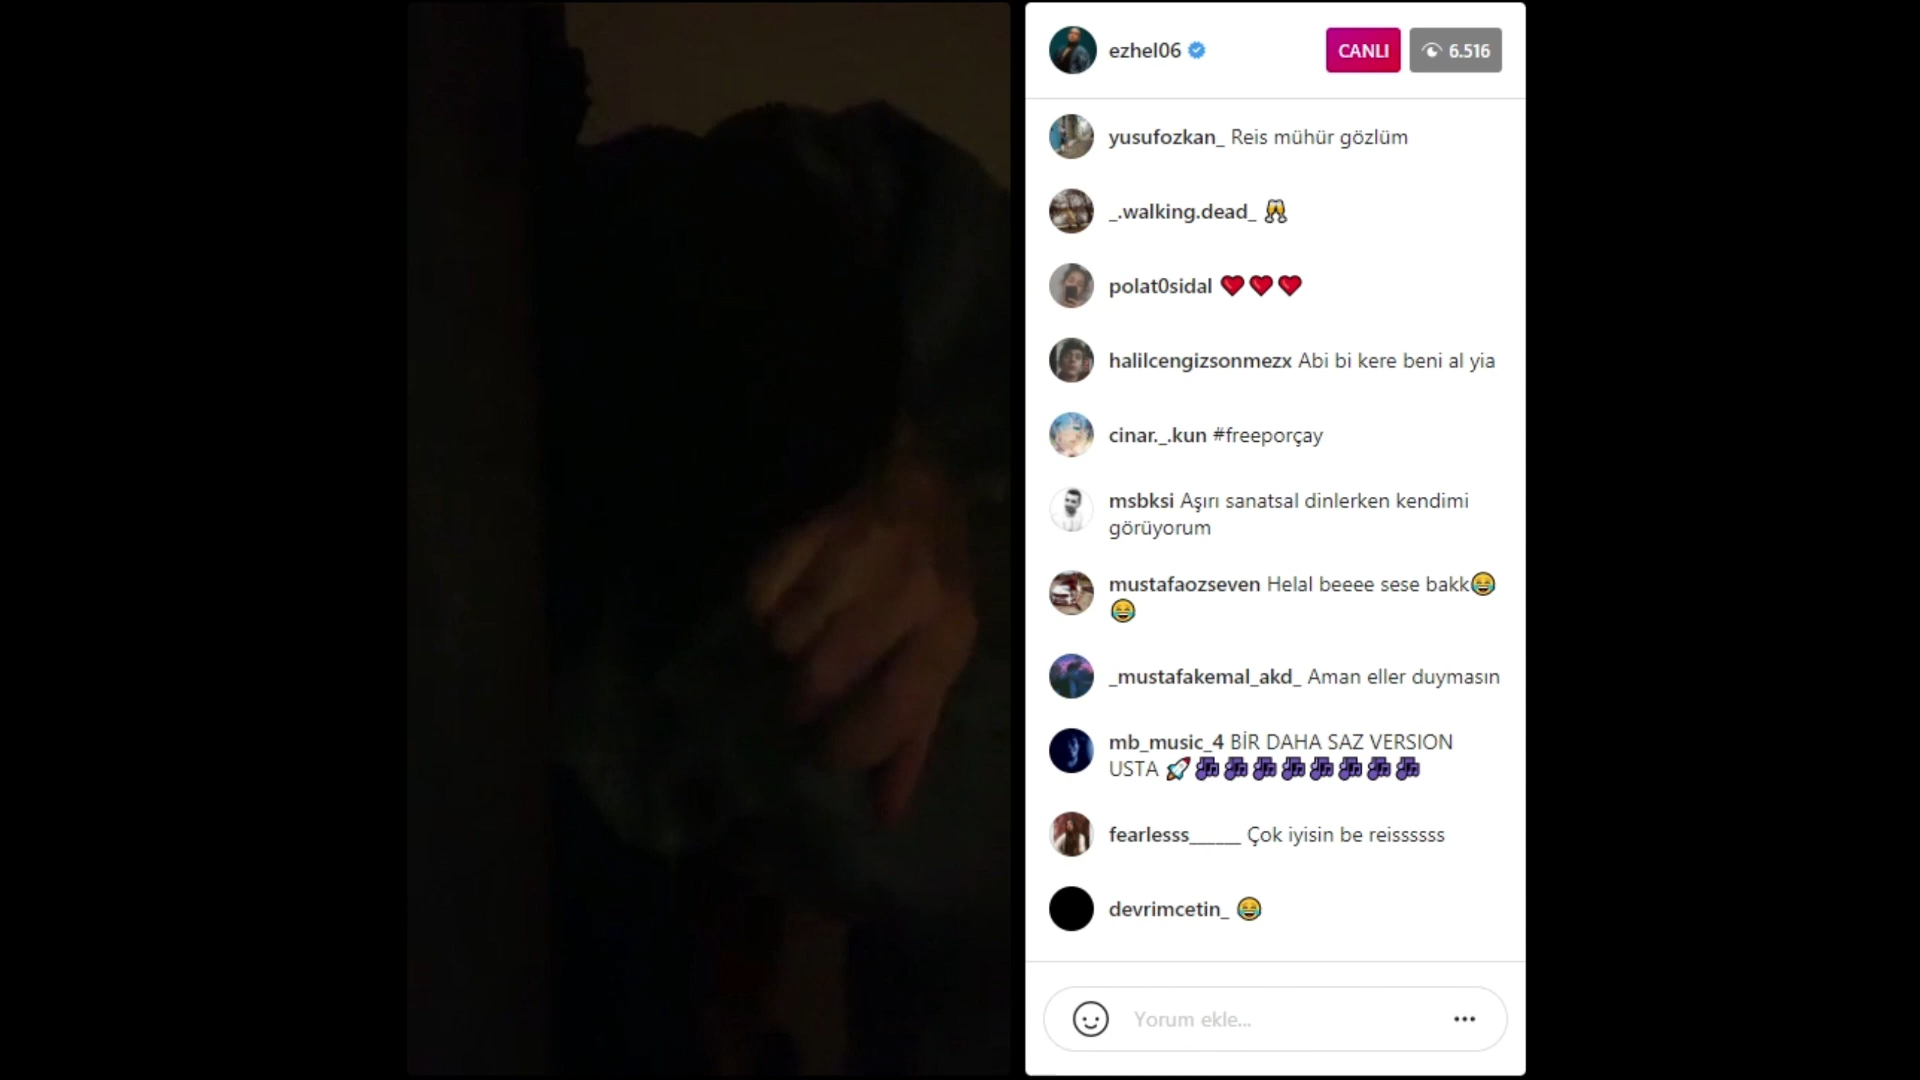 ezhel06 CANLI 6.516
yusufozkan_ Reis mühür gözlüm
_.walking.dead_ 🥂
polat0sidal ❤️❤️❤️
halilcengizsonmezx Abi bi kere beni al yia
cinar._.kun #freeporçay
msbksi Aşırı sanatsal dinlerken kendimi
görüyorum
mustafaozseven Helal beeee sese bakk😂
😂
_mustafakemal_akd_ Aman eller duymasın
mb_music_4 BİR DAHA SAZ VERSION
USTA 🚀🎶🎶🎶🎶🎶🎶🎶🎶
fearlesss______ Çok iyisin be reissssss
devrimcetin_ 😂
Yorum ekle...